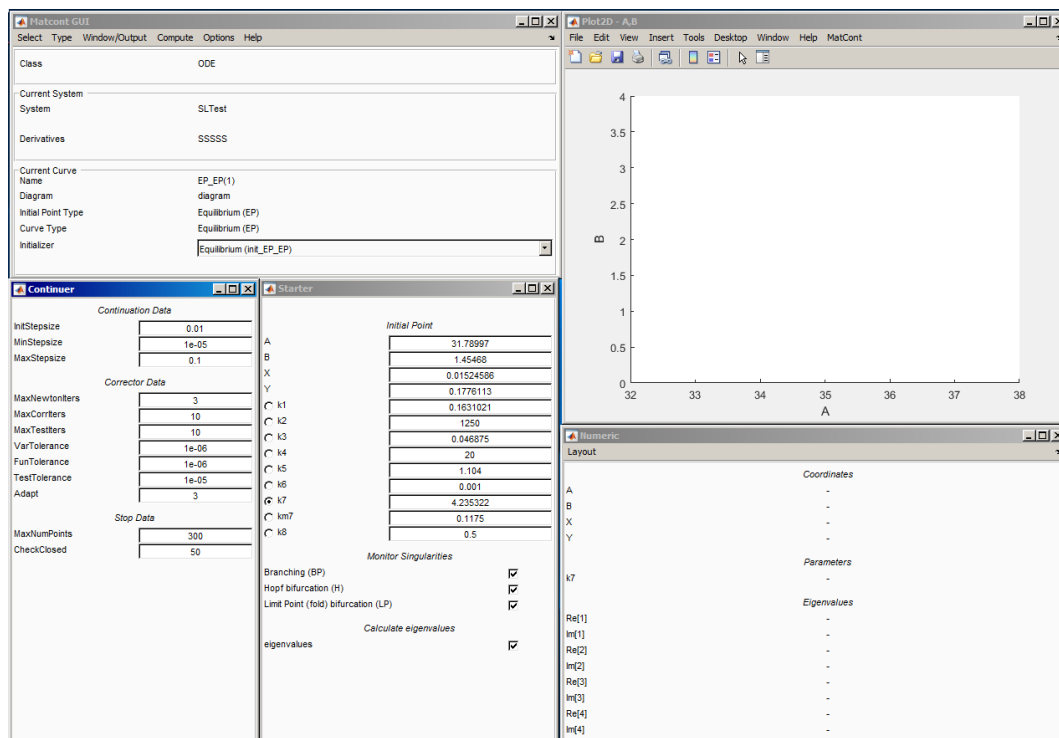 Matcont GUI
Select Type Window/Output Compute Options Help
Class ODE
Current System
System SLTest
Derivatives SSSSS
Current Curve
Name EP_EP(1)
Diagram diagram
Initial Point Type Equilibrium (EP)
Curve Type Equilibrium (EP)
Initializer Equilibrium (init_EP_EP)
Plot2D - A,B
File Edit View Insert Tools Desktop Window Help MatCont
4
3.5
3
2.5
2
1.5
1
0.5
0
B
32 33 34 35 36 37 38
A
Continuer
Continuation Data
InitStepsize 0.01
MinStepsize 1e-05
MaxStepsize 0.1
Corrector Data
MaxNewtonIters 3
MaxCorrIters 10
MaxTestIters 10
VarTolerance 1e-06
FunTolerance 1e-06
TestTolerance 1e-05
Adapt 3
Stop Data
MaxNumPoints 300
CheckClosed 50
Starter
Initial Point
A 31.78997
B 1.45468
X 0.01524586
Y 0.1776113
k1 0.1631021
k2 1250
k3 0.046875
k4 20
k5 1.104
k6 0.001
k7 4.235322
km7 0.1175
k8 0.5
Monitor Singularities
Branching (BP)
Hopf bifurcation (H)
Limit Point (fold) bifurcation (LP)
Calculate eigenvalues
eigenvalues
Numeric
Layout
Coordinates
A -
B -
X -
Y -
Parameters
k7 -
Eigenvalues
Re[1] -
Im[1] -
Re[2] -
Im[2] -
Re[3] -
Im[3] -
Re[4] -
Im[4] -